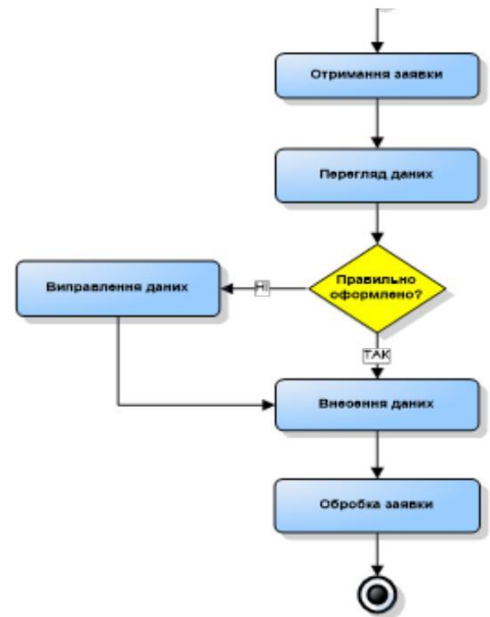 Отримання заявки
Перегляд даних
Правильно
оформлено?
НІ
Виправлення даних
ТАК
Внесення даних
Обробка заявки